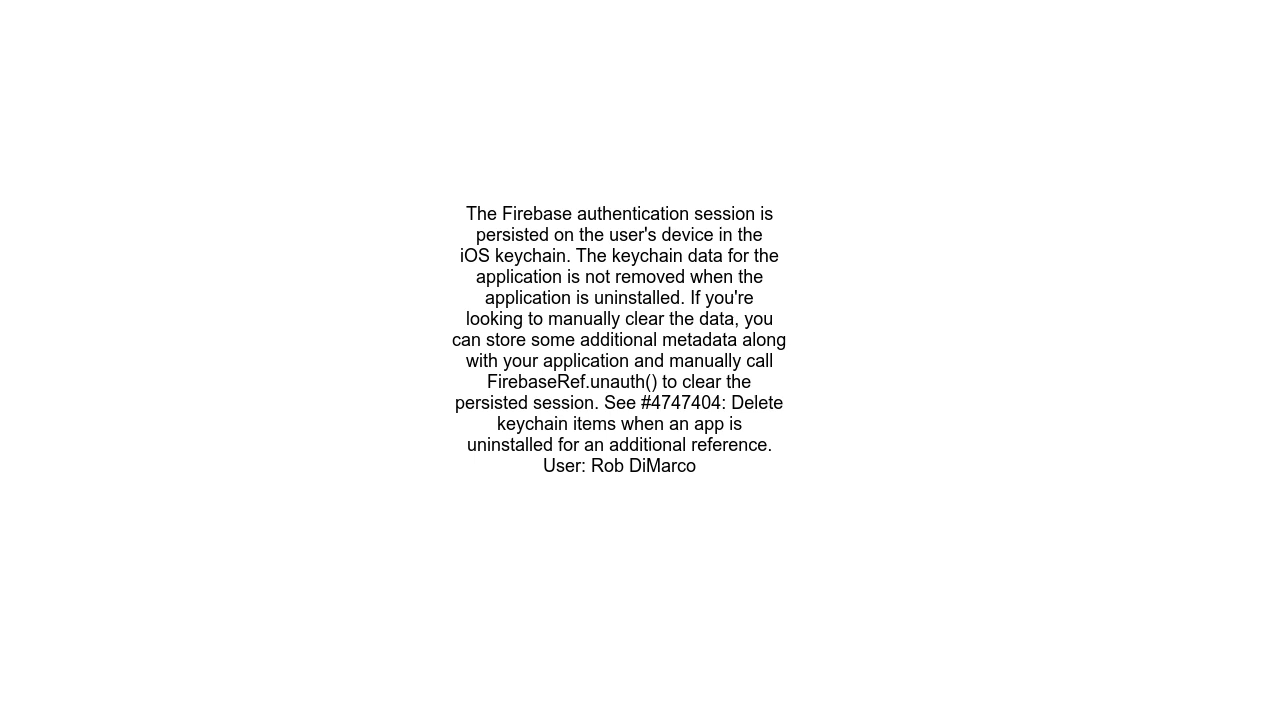 The Firebase authentication session is
persisted on the user's device in the
iOS keychain. The keychain data for the
application is not removed when the
application is uninstalled. If you're
looking to manually clear the data, you
can store some additional metadata along
with your application and manually call
FirebaseRef.unauth() to clear the
persisted session. See #4747404: Delete
keychain items when an app is
uninstalled for an additional reference.
User: Rob DiMarco